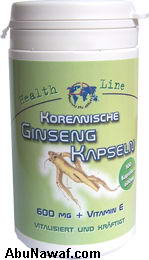 Health Line
Koreanische
Ginseng
Kapseln
600 mg + Vitamin E
vitalisiert und kräftigt
AbuNawaf.com